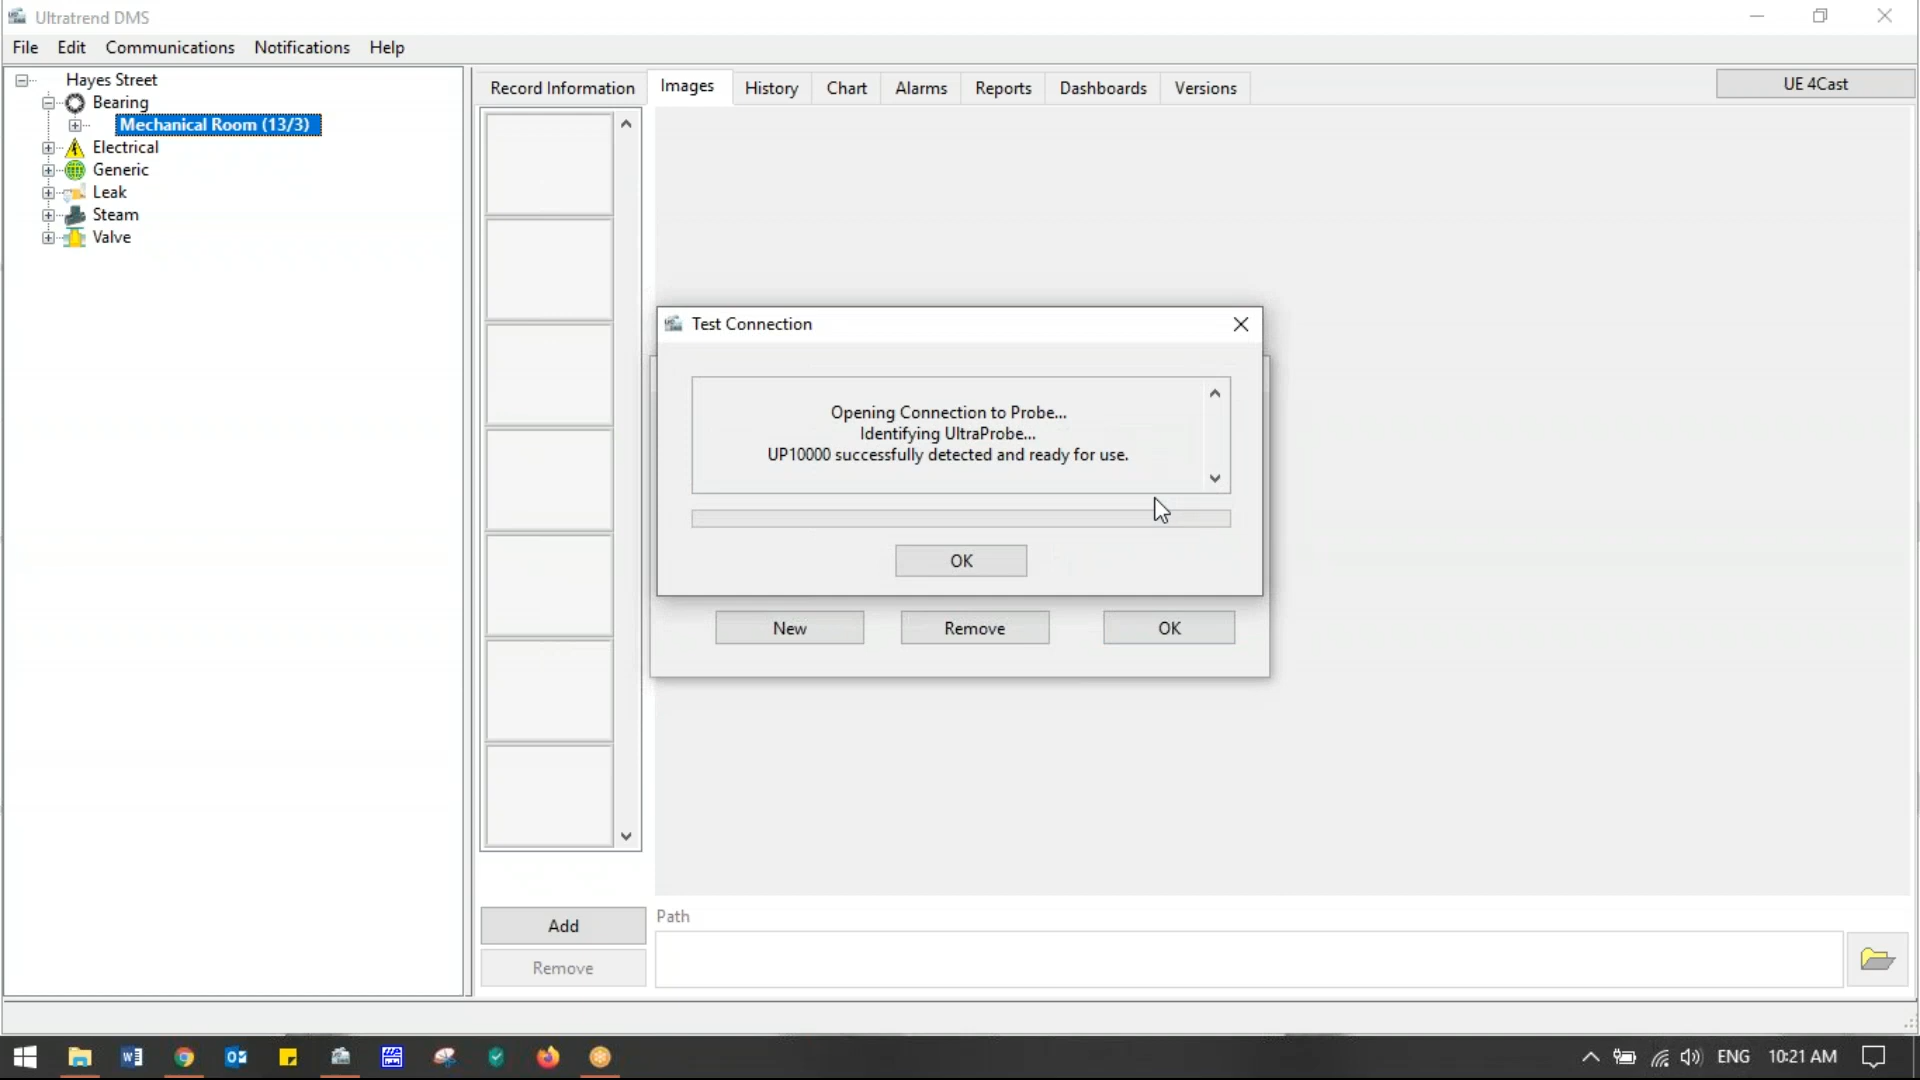 Ultratrend DMS
File Edit Communications Notifications Help
Hayes Street
Bearing
Mechanical Room (13/3)
Electrical
Generic
Leak
Steam
Valve
Record Information Images History Chart Alarms Reports Dashboards Versions
UE 4Cast
Test Connection
Opening Connection to Probe...
Identifying UltraProbe...
UP10000 successfully detected and ready for use.
OK
New Remove OK
Add
Remove
Path
ENG 10:21 AM